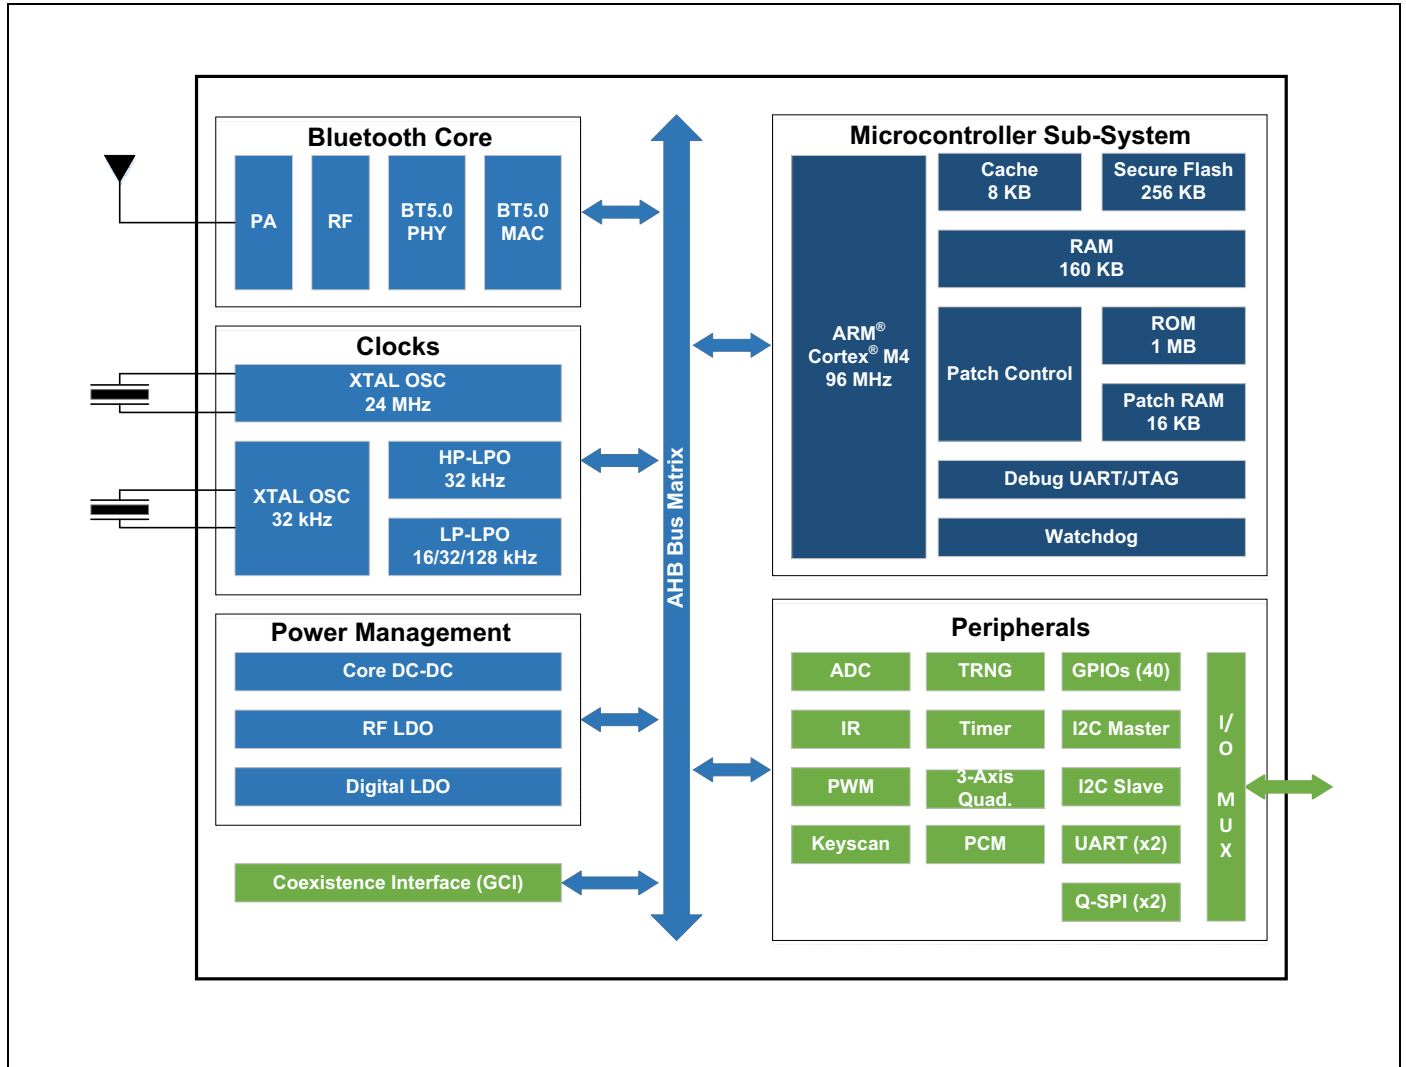 Bluetooth Core
PA
RF
BT5.0
PHY
BT5.0
MAC
Clocks
XTAL OSC
24 MHz
XTAL OSC
32 kHz
HP-LPO
32 kHz
LP-LPO
16/32/128 kHz
Power Management
Core DC-DC
RF LDO
Digital LDO
Coexistence Interface (GCI)
AHB Bus Matrix
Microcontroller Sub-System
ARM®
Cortex® M4
96 MHz
Cache
8 KB
Secure Flash
256 KB
RAM
160 KB
Patch Control
ROM
1 MB
Patch RAM
16 KB
Debug UART/JTAG
Watchdog
Peripherals
ADC
TRNG
GPIOs (40)
IR
Timer
I2C Master
PWM
3-Axis
Quad.
I2C Slave
Keyscan
PCM
UART (x2)
Q-SPI (x2)
I/O MUX